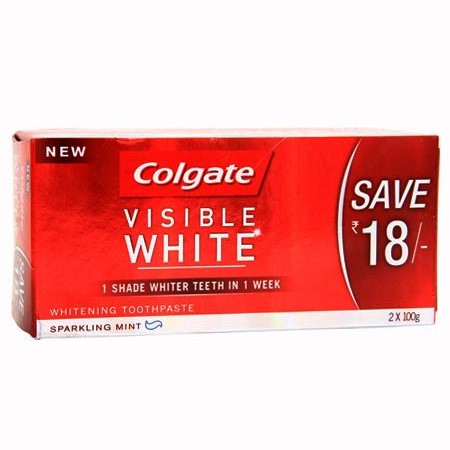 NEW
Colgate
VISIBLE
WHITE
1 SHADE WHITER TEETH IN 1 WEEK
WHITENING TOOTHPASTE
SPARKLING MINT
SAVE
₹18/-
2 X 100g
SAVE